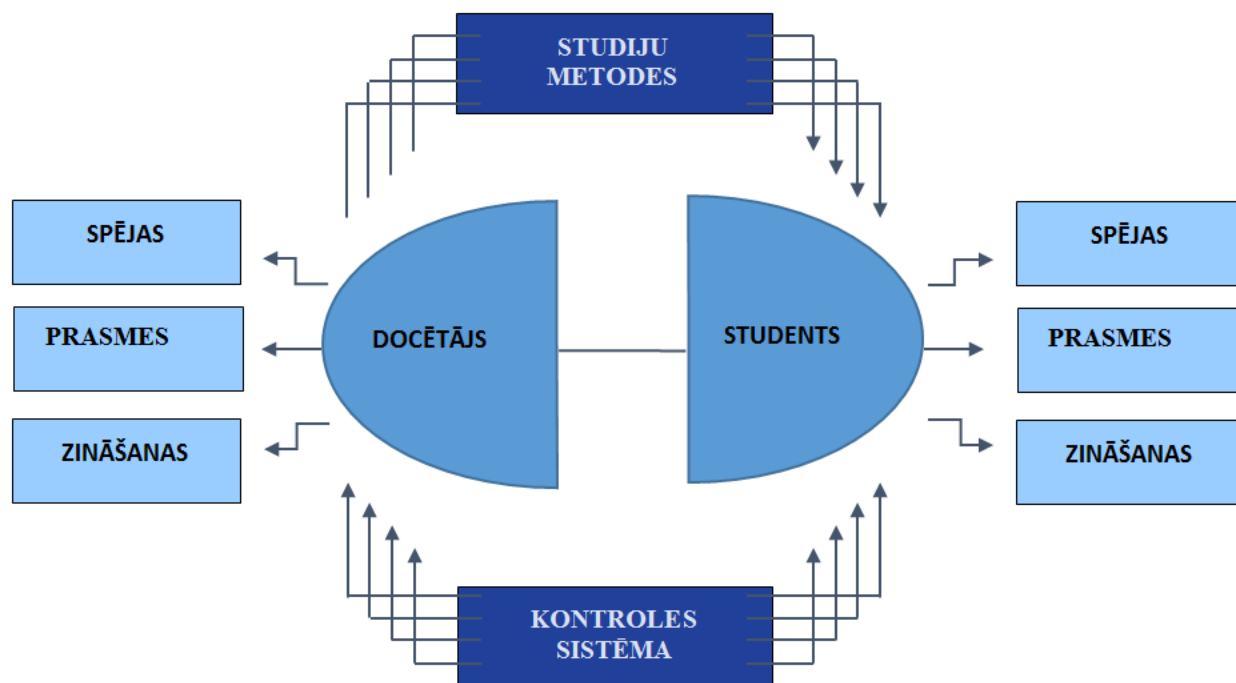 STUDIJU
METODES
SPĒJAS
PRASMES
ZINĀŠANAS
DOCĒTĀJS
STUDENTS
SPĒJAS
PRASMES
ZINĀŠANAS
KONTROLES
SISTĒMA